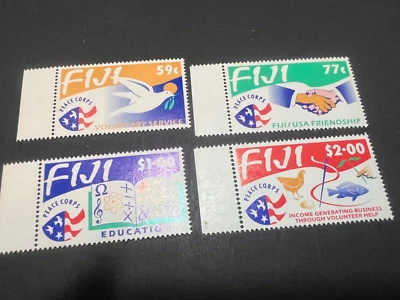 FIJI 59c
PEACE CORPS
VOLUNTARY SERVICE
FIJI 77c
PEACE CORPS
FIJI/USA FRIENDSHIP
FIJI $1·00
PEACE CORPS
EDUCATION
FIJI $2·00
PEACE CORPS
INCOME GENERATING BUSINESS
THROUGH VOLUNTEER HELP